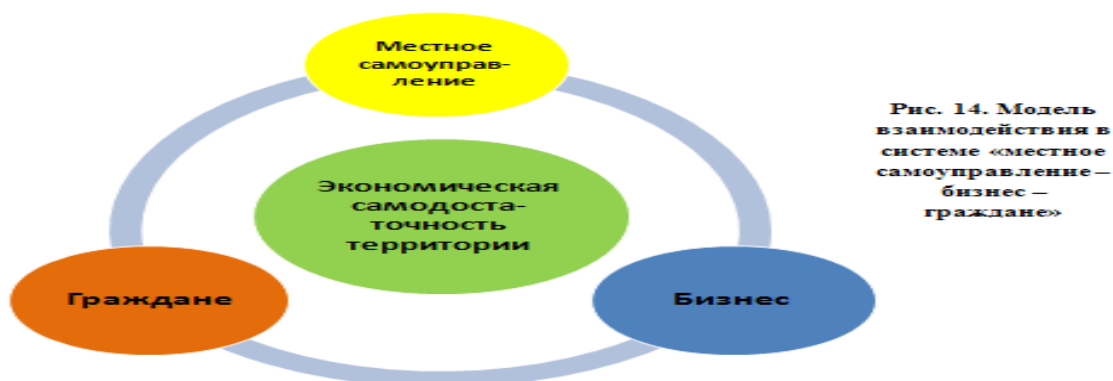 Местное
самоуправ-
ление
Экономическая
самодоста-
точность
территории
Граждане
Бизнес
Рис. 14. Модель
взаимодействия в
системе «местное
самоуправление –
бизнес –
граждане»